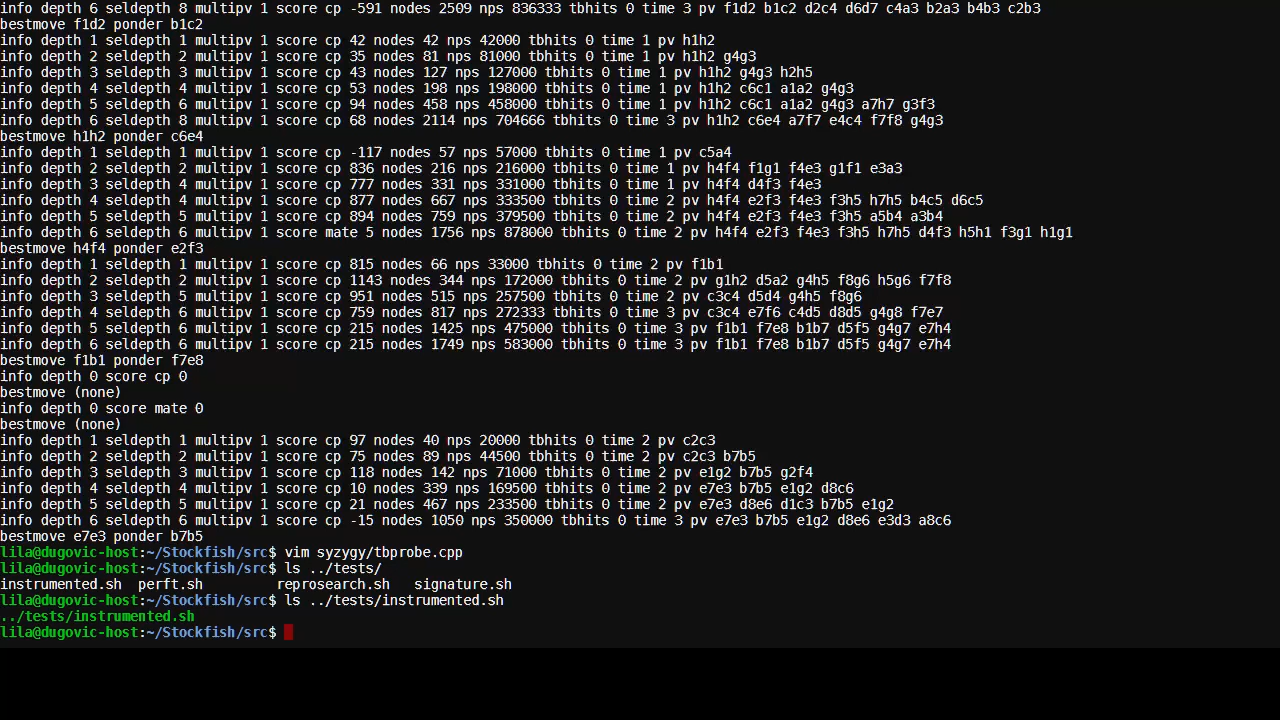 info depth 6 seldepth 8 multipv 1 score cp -591 nodes 2509 nps 836333 tbhits 0 time 3 pv f1d2 b1c2 d2c4 d6d7 c4a3 b2a3 b4b3 c2b3
bestmove f1d2 ponder b1c2
info depth 1 seldepth 1 multipv 1 score cp 42 nodes 42 nps 42000 tbhits 0 time 1 pv h1h2
info depth 2 seldepth 2 multipv 1 score cp 35 nodes 81 nps 81000 tbhits 0 time 1 pv h1h2 g4g3
info depth 3 seldepth 3 multipv 1 score cp 43 nodes 127 nps 127000 tbhits 0 time 1 pv h1h2 g4g3 h2h5
info depth 4 seldepth 4 multipv 1 score cp 53 nodes 198 nps 198000 tbhits 0 time 1 pv h1h2 c6c1 a1a2 g4g3
info depth 5 seldepth 6 multipv 1 score cp 94 nodes 458 nps 458000 tbhits 0 time 1 pv h1h2 c6c1 a1a2 g4g3 a7h7 g3f3
info depth 6 seldepth 8 multipv 1 score cp 68 nodes 2114 nps 704666 tbhits 0 time 3 pv h1h2 c6e4 a7f7 e4c4 f7f8 g4g3
bestmove h1h2 ponder c6e4
info depth 1 seldepth 1 multipv 1 score cp -117 nodes 57 nps 57000 tbhits 0 time 1 pv c5a4
info depth 2 seldepth 2 multipv 1 score cp 836 nodes 216 nps 216000 tbhits 0 time 1 pv h4f4 f1g1 f4e3 g1f1 e3a3
info depth 3 seldepth 4 multipv 1 score cp 777 nodes 331 nps 331000 tbhits 0 time 1 pv h4f4 d4f3 f4e3
info depth 4 seldepth 4 multipv 1 score cp 877 nodes 667 nps 333500 tbhits 0 time 2 pv h4f4 e2f3 f4e3 f3h5 h7h5 b4c5 d6c5
info depth 5 seldepth 5 multipv 1 score cp 894 nodes 759 nps 379500 tbhits 0 time 2 pv h4f4 e2f3 f4e3 f3h5 a5b4 a3b4
info depth 6 seldepth 6 multipv 1 score mate 5 nodes 1756 nps 878000 tbhits 0 time 2 pv h4f4 e2f3 f4e3 f3h5 h7h5 d4f3 h5h1 f3g1 h1g1
bestmove h4f4 ponder e2f3
info depth 1 seldepth 1 multipv 1 score cp 815 nodes 66 nps 33000 tbhits 0 time 2 pv f1b1
info depth 2 seldepth 2 multipv 1 score cp 1143 nodes 344 nps 172000 tbhits 0 time 2 pv g1h2 d5a2 g4h5 f8g6 h5g6 f7f8
info depth 3 seldepth 5 multipv 1 score cp 951 nodes 515 nps 257500 tbhits 0 time 2 pv c3c4 d5d4 g4h5 f8g6
info depth 4 seldepth 6 multipv 1 score cp 759 nodes 817 nps 272333 tbhits 0 time 3 pv c3c4 e7f6 c4d5 d8d5 g4g8 f7e7
info depth 5 seldepth 6 multipv 1 score cp 215 nodes 1425 nps 475000 tbhits 0 time 3 pv f1b1 f7e8 b1b7 d5f5 g4g7 e7h4
info depth 6 seldepth 6 multipv 1 score cp 215 nodes 1749 nps 583000 tbhits 0 time 3 pv f1b1 f7e8 b1b7 d5f5 g4g7 e7h4
bestmove f1b1 ponder f7e8
info depth 0 score cp 0
bestmove (none)
info depth 0 score mate 0
bestmove (none)
info depth 1 seldepth 1 multipv 1 score cp 97 nodes 40 nps 20000 tbhits 0 time 2 pv c2c3
info depth 2 seldepth 2 multipv 1 score cp 75 nodes 89 nps 44500 tbhits 0 time 2 pv c2c3 b7b5
info depth 3 seldepth 3 multipv 1 score cp 118 nodes 142 nps 71000 tbhits 0 time 2 pv e1g2 b7b5 g2f4
info depth 4 seldepth 4 multipv 1 score cp 10 nodes 339 nps 169500 tbhits 0 time 2 pv e7e3 b7b5 e1g2 d8c6
info depth 5 seldepth 5 multipv 1 score cp 21 nodes 467 nps 233500 tbhits 0 time 2 pv e7e3 d8e6 d1c3 b7b5 e1g2
info depth 6 seldepth 6 multipv 1 score cp -15 nodes 1050 nps 350000 tbhits 0 time 3 pv e7e3 b7b5 e1g2 d8e6 e3d3 a8c6
bestmove e7e3 ponder b7b5
lila@dugovic-host:~/Stockfish/src$ vim syzygy/tbprobe.cpp
lila@dugovic-host:~/Stockfish/src$ ls ../tests/
instrumented.sh  perft.sh         reprosearch.sh   signature.sh
lila@dugovic-host:~/Stockfish/src$ ls ../tests/instrumented.sh
../tests/instrumented.sh
lila@dugovic-host:~/Stockfish/src$